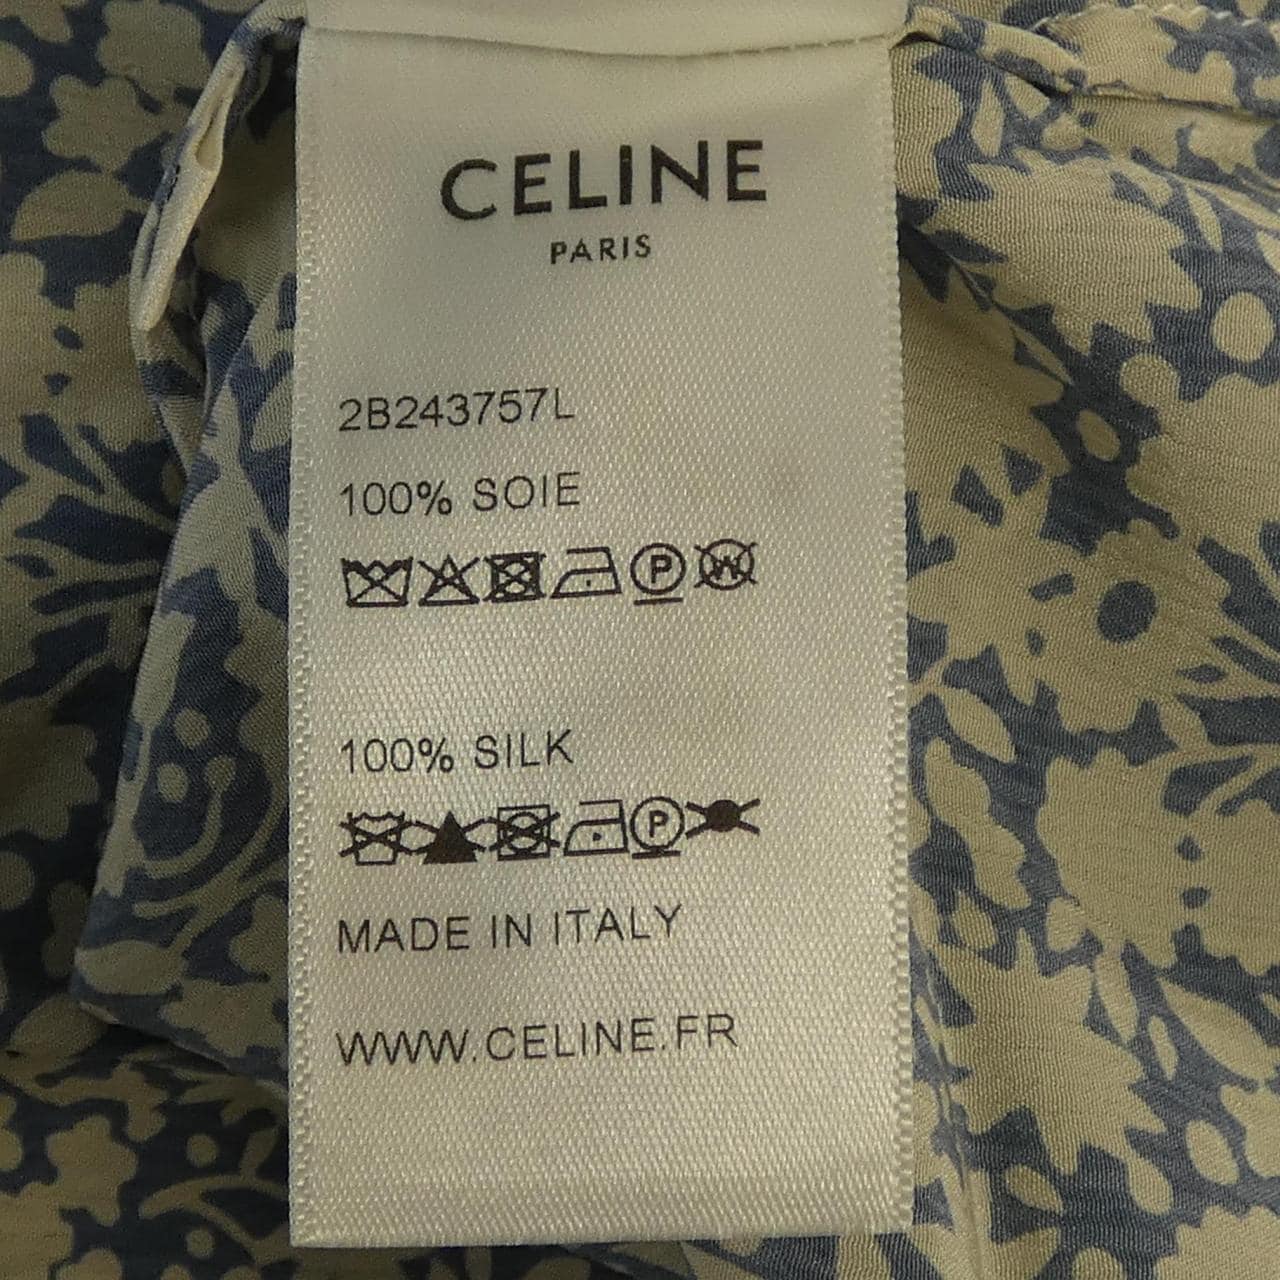 CELINE
PARIS
2B243757L
100% SOIE
P W
100% SILK
P
MADE IN ITALY
WWW.CELINE.FR